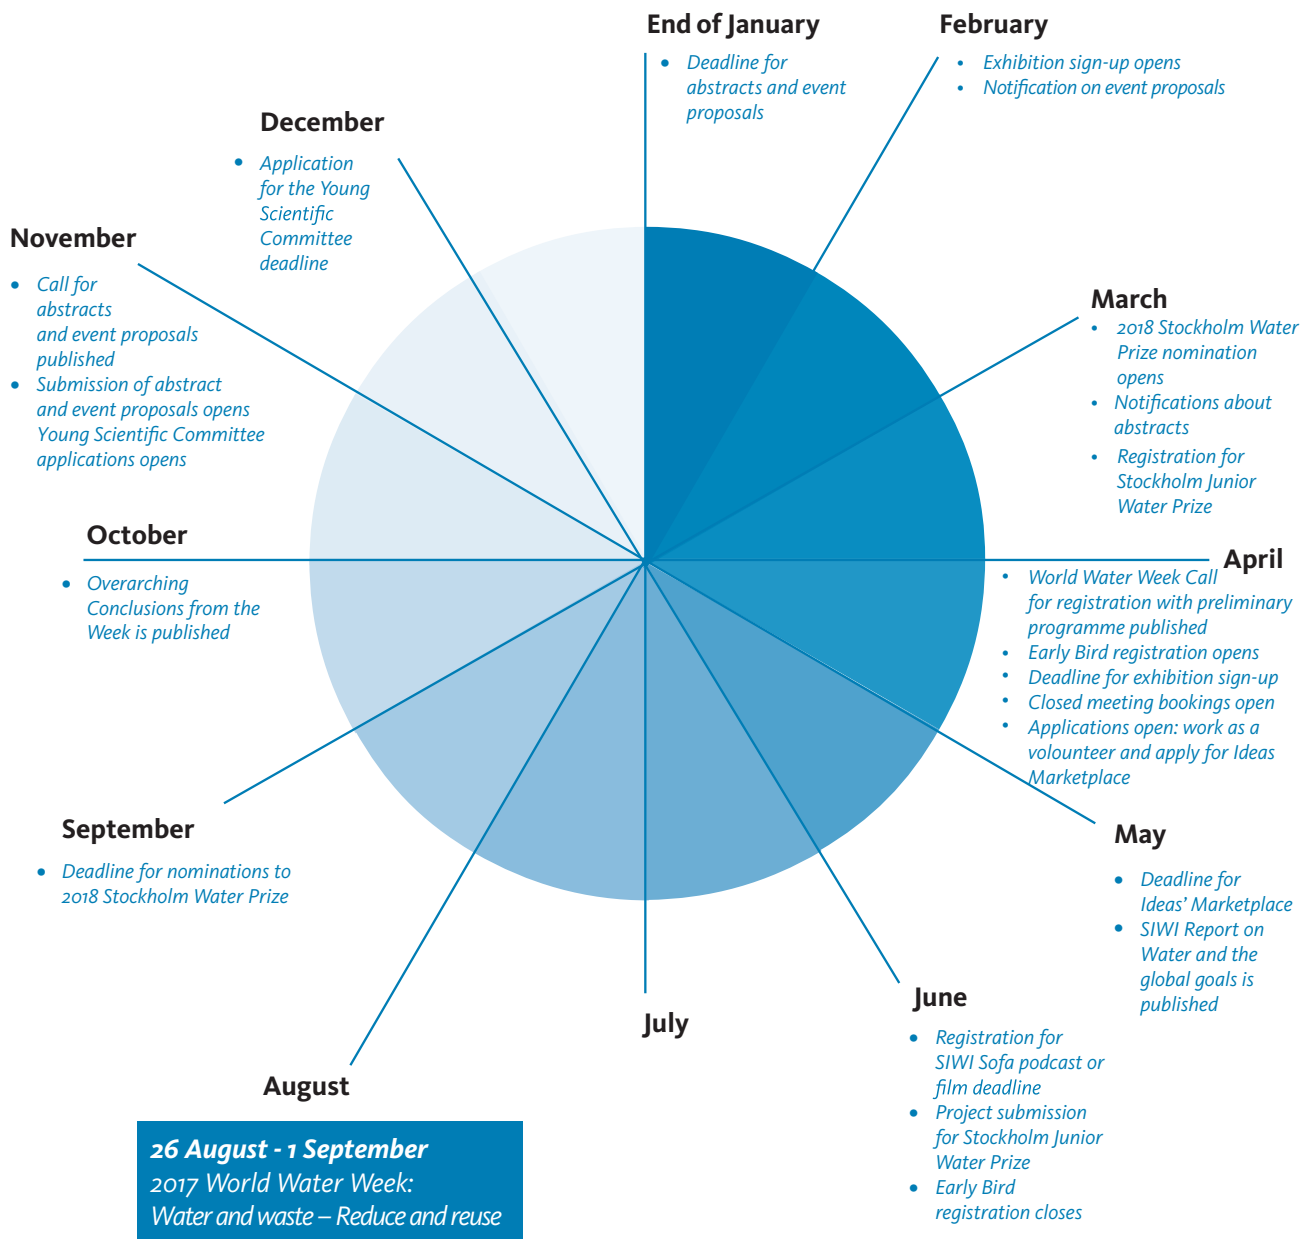 End of January
• Deadline for
abstracts and event
proposals
February
• Exhibition sign-up opens
• Notification on event proposals
March
• 2018 Stockholm Water
Prize nomination
opens
• Notifications about
abstracts
• Registration for
Stockholm Junior
Water Prize
April
• World Water Week Call
for registration with preliminary
programme published
• Early Bird registration opens
• Deadline for exhibition sign-up
• Closed meeting bookings open
• Applications open: work as a
volounteer and apply for Ideas
Marketplace
May
• Deadline for
Ideas' Marketplace
• SIWI Report on
Water and the
global goals is
published
June
• Registration for
SIWI Sofa podcast or
film deadline
• Project submission
for Stockholm Junior
Water Prize
• Early Bird
registration closes
July
August
26 August - 1 September
2017 World Water Week:
Water and waste – Reduce and reuse
September
• Deadline for nominations to
2018 Stockholm Water Prize
October
• Overarching
Conclusions from the
Week is published
November
• Call for
abstracts
and event proposals
published
• Submission of abstract
and event proposals opens
Young Scientific Committee
applications opens
December
• Application
for the Young
Scientific
Committee
deadline